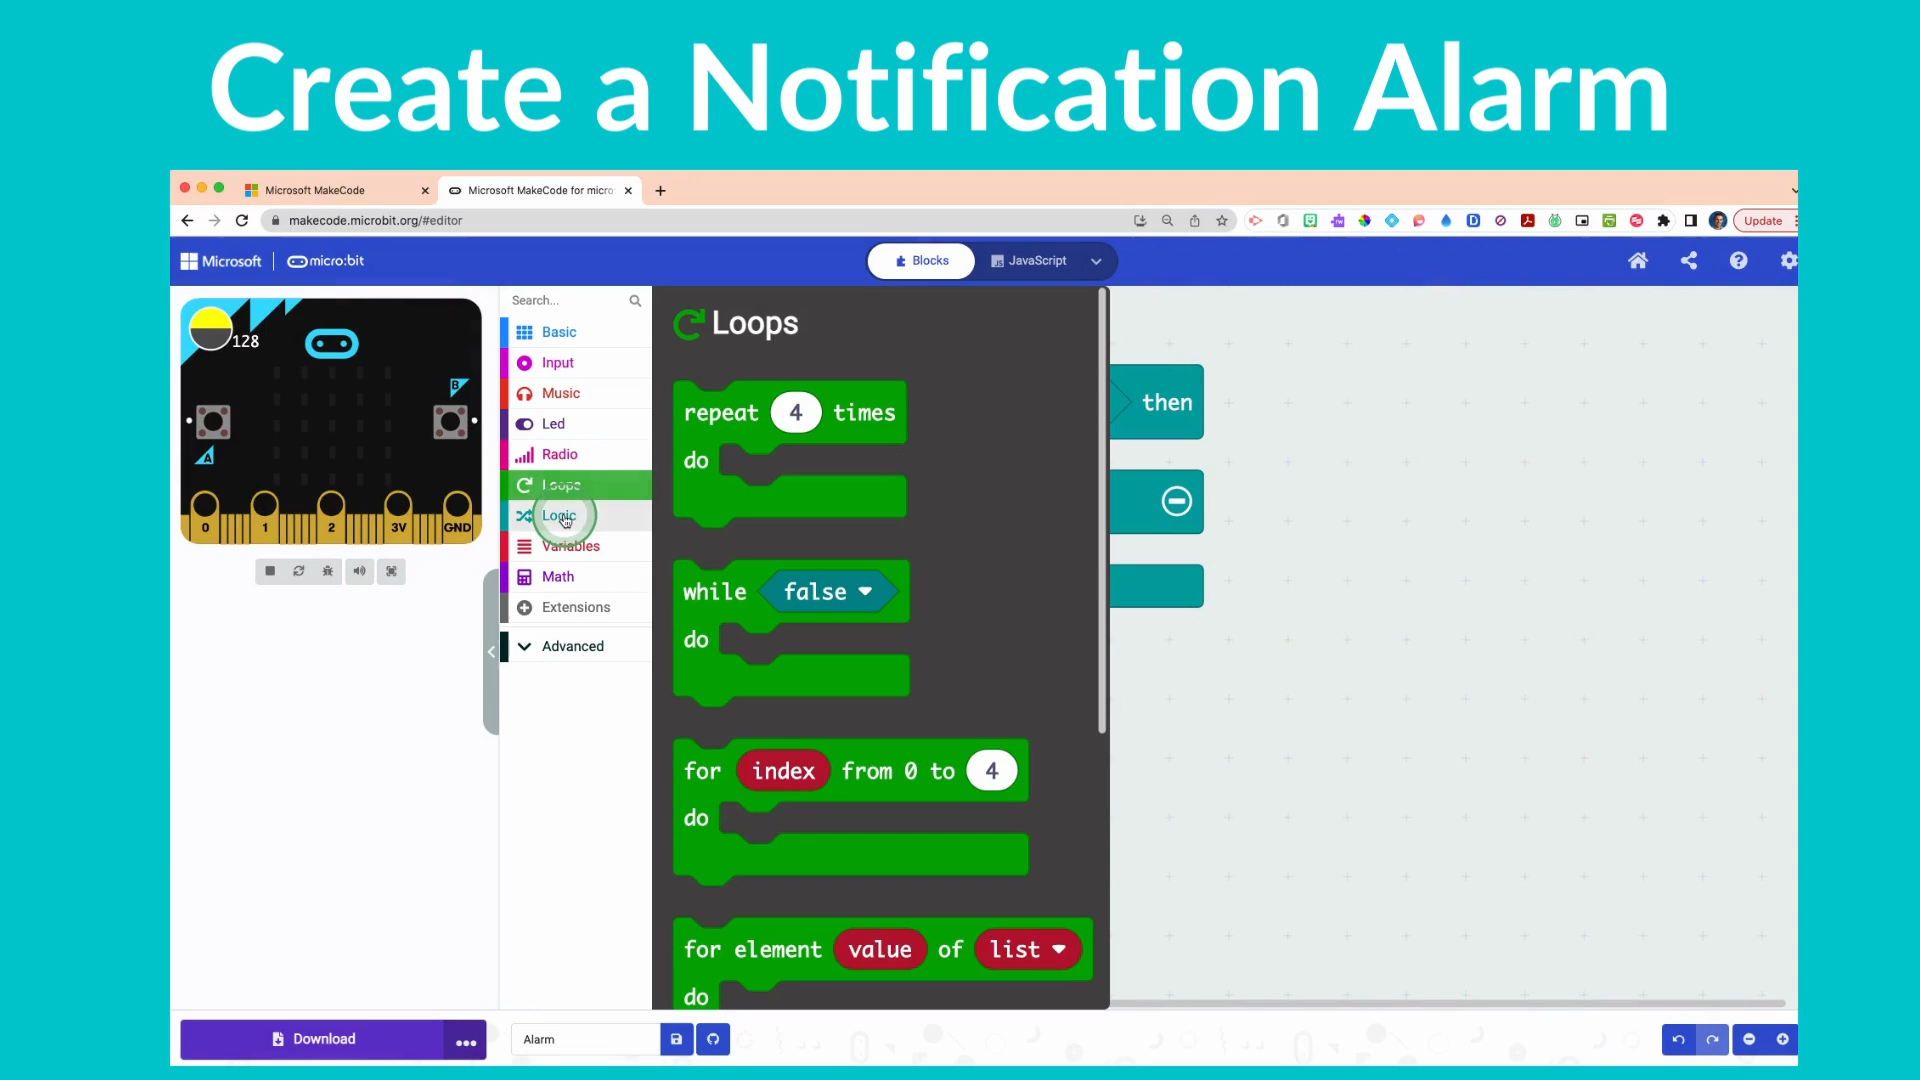 Create a Notification Alarm
Microsoft MakeCode
Microsoft MakeCode for micro
makecode.microbit.org/#editor
Update
Microsoft
micro:bit
Blocks
JavaScript
128
B
A
0 1 2 3V GND
Search...
Basic
Input
Music
Led
Radio
Loops
Logic
Variables
Math
Extensions
Advanced
Loops
repeat 4 times
do
while false
do
for index from 0 to 4
do
for element value of list
do
then
Download
Alarm